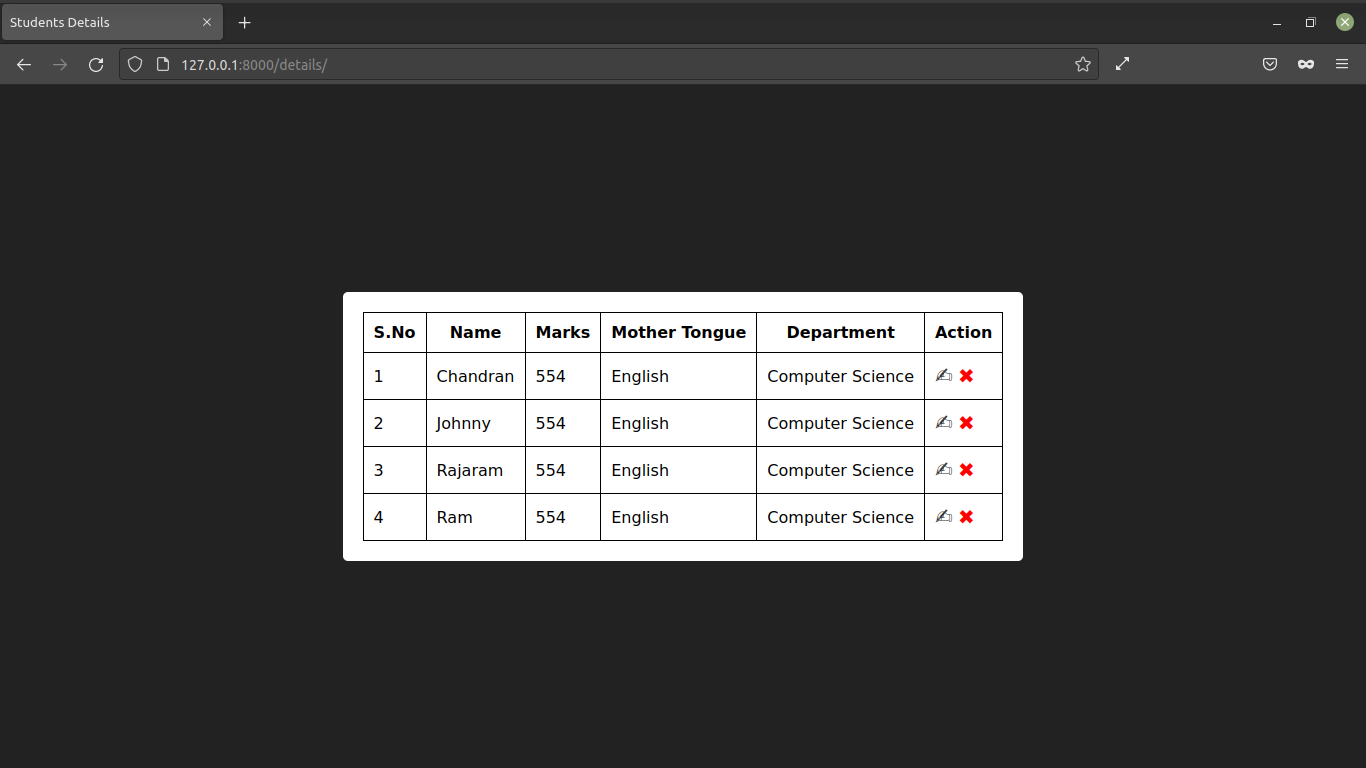 Students Details
127.0.0.1:8000/details/
S.No Name Marks Mother Tongue Department Action
1 Chandran 554 English Computer Science ✍ ✖
2 Johnny 554 English Computer Science ✍ ✖
3 Rajaram 554 English Computer Science ✍ ✖
4 Ram 554 English Computer Science ✍ ✖